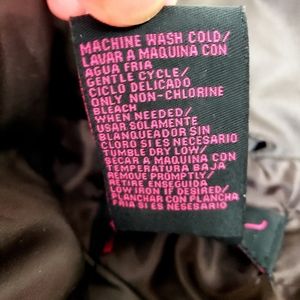 MACHINE WASH COLD/
LAVAR A MAQUINA CON
AGUA FRIA
GENTLE CYCLE/
CICLO DELICADO
ONLY NON-CHLORINE
BLEACH
WHEN NEEDED/
USAR SOLAMENTE
BLANQUEADOR SIN
CLORO SI ES NECESARIO
TUMBLE DRY LOW/
SECAR A MAQUINA CON
TEMPERATURA BAJA
REMOVE PROMPTLY/
RETIRE ENSEGUIDA
LOW IRON IF DESIRED/
PLANCHAR CON PLANCHA
FRIA SI ES NECESARIO